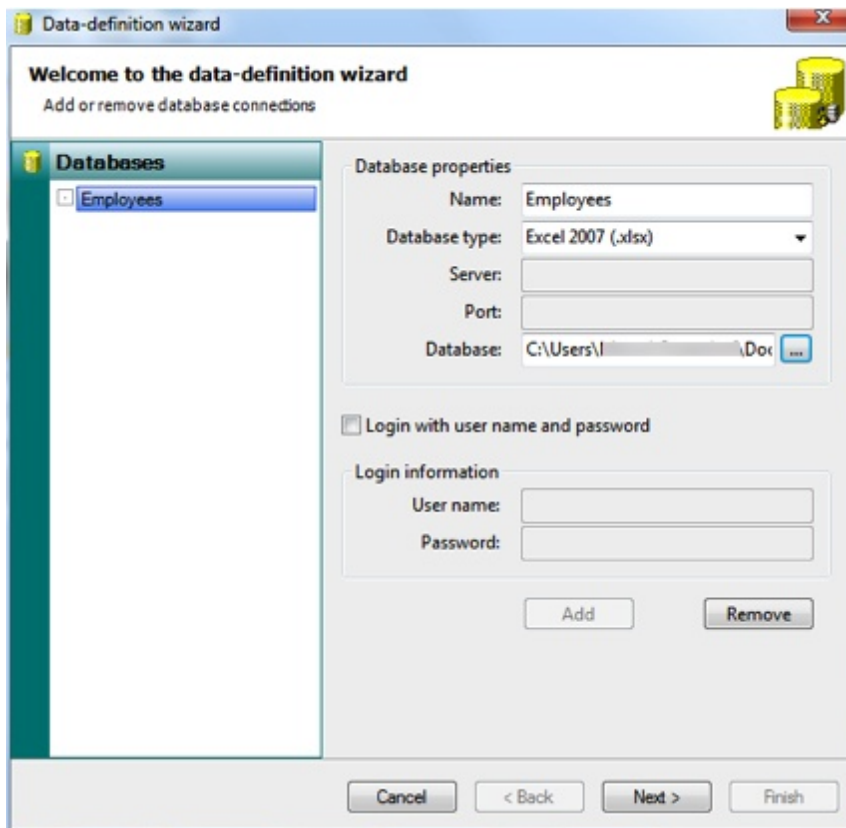 Data-definition wizard
Welcome to the data-definition wizard
Add or remove database connections
Databases
Employees
Database properties
Name: Employees
Database type: Excel 2007 (.xlsx)
Server:
Port:
Database: C:\Users\ \Doc ...
Login with user name and password
Login information
User name:
Password:
Add Remove
Cancel < Back Next > Finish